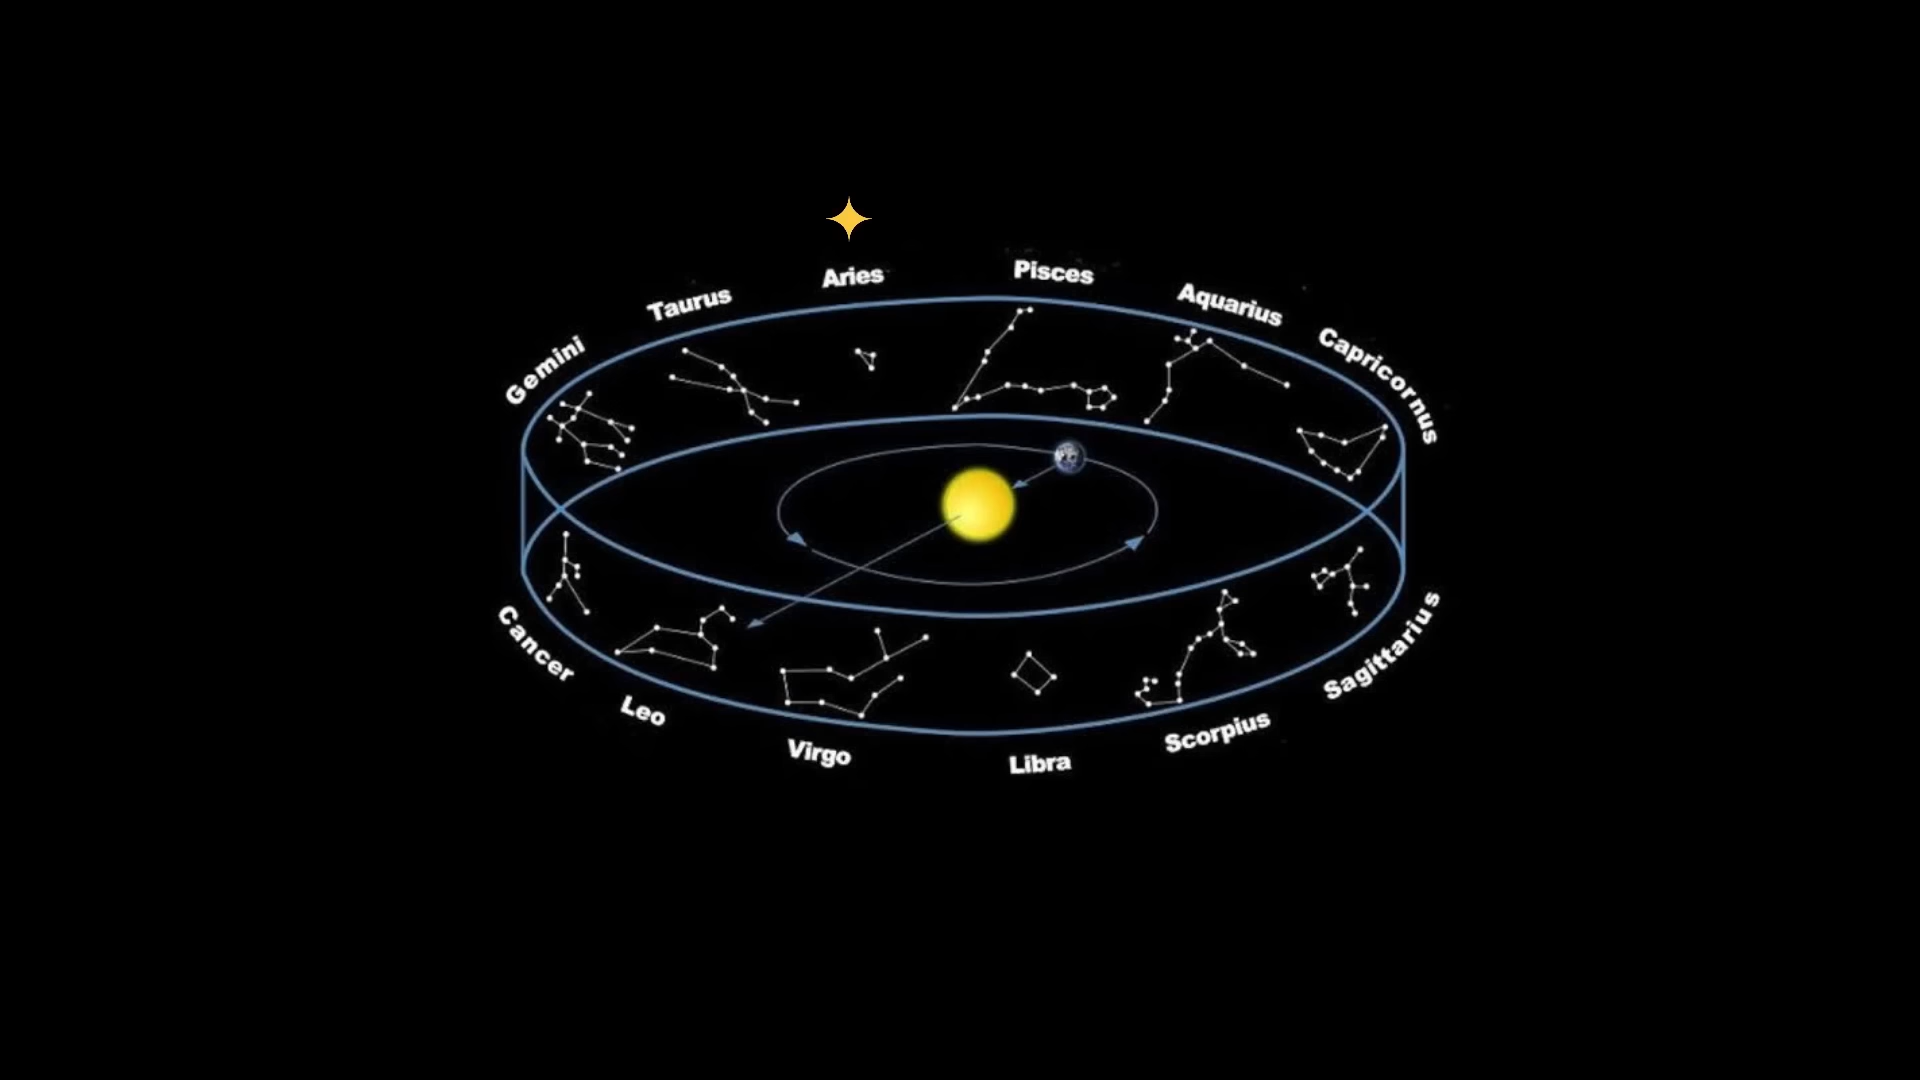 Aries
Pisces
Taurus
Aquarius
Gemini
Capricornus
Cancer
Sagittarius
Leo
Virgo
Scorpius
Libra